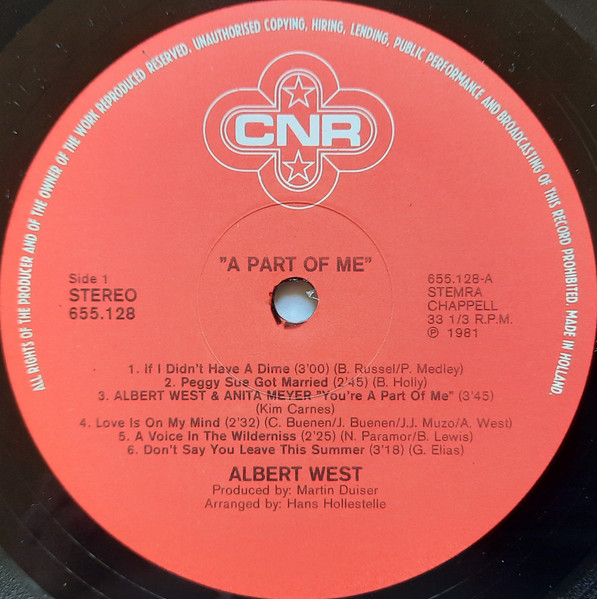 ALL RIGHTS OF THE PRODUCER AND OF THE OWNER OF THE WORK REPRODUCED RESERVED. UNAUTHORISED COPYING, HIRING, LENDING, PUBLIC PERFORMANCE AND BROADCASTING OF THIS RECORD PROHIBITED. MADE IN HOLLAND.
CNR
"A PART OF ME"
Side 1
STEREO
655.128
655.128-A
STEMRA
CHAPPELL
33 1/3 R.P.M.
℗ 1981
1. If I Didn't Have A Dime (3'00) (B. Russel/P. Medley)
2. Peggy Sue Got Married (2'45) (B. Holly)
3. ALBERT WEST & ANITA MEYER "You're A Part Of Me" (3'45)
(Kim Carnes)
4. Love Is On My Mind (2'32) (C. Buenen/J. Buenen/J.J. Muzo/A. West)
5. A Voice In The Wilderniss (2'25) (N. Paramor/B. Lewis)
6. Don't Say You Leave This Summer (3'18) (G. Elias)
ALBERT WEST
Produced by: Martin Duiser
Arranged by: Hans Hollestelle